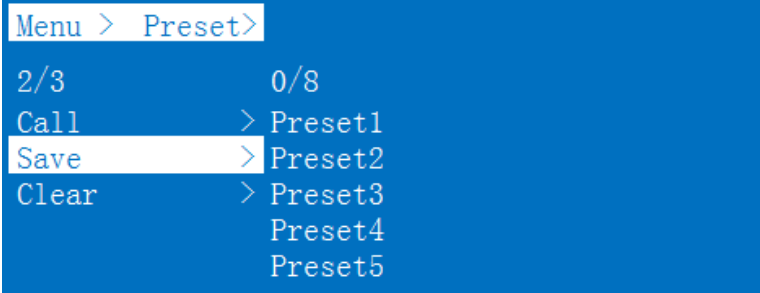 Menu > Preset>
2/3 0/8
Call > Preset1
Save > Preset2
Clear > Preset3
Preset4
Preset5